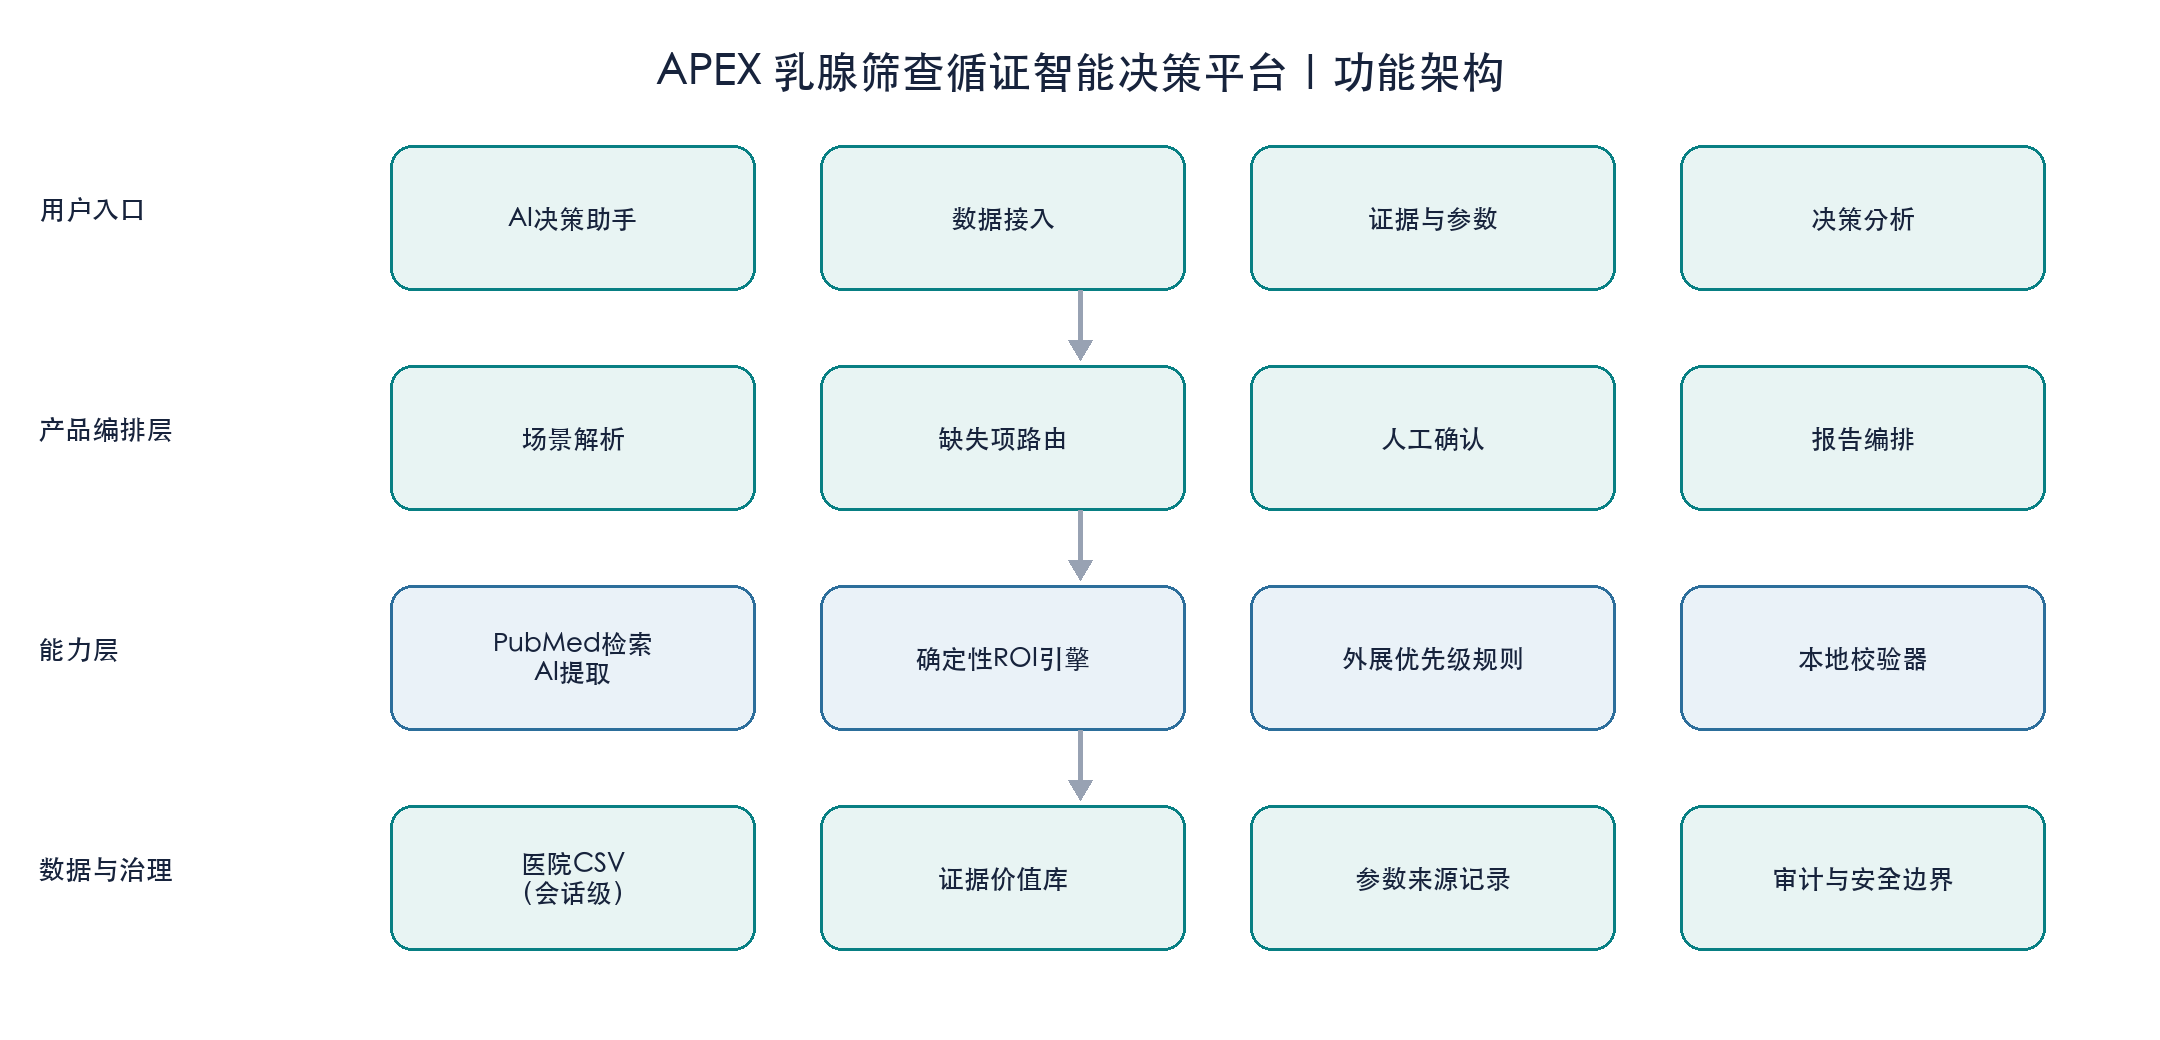 APEX 乳腺筛查循证智能决策平台｜功能架构
用户入口
AI决策助手
数据接入
证据与参数
决策分析
产品编排层
场景解析
缺失项路由
人工确认
报告编排
能力层
PubMed检索
AI提取
确定性ROI引擎
外展优先级规则
本地校验器
数据与治理
医院CSV
（会话级）
证据价值库
参数来源记录
审计与安全边界